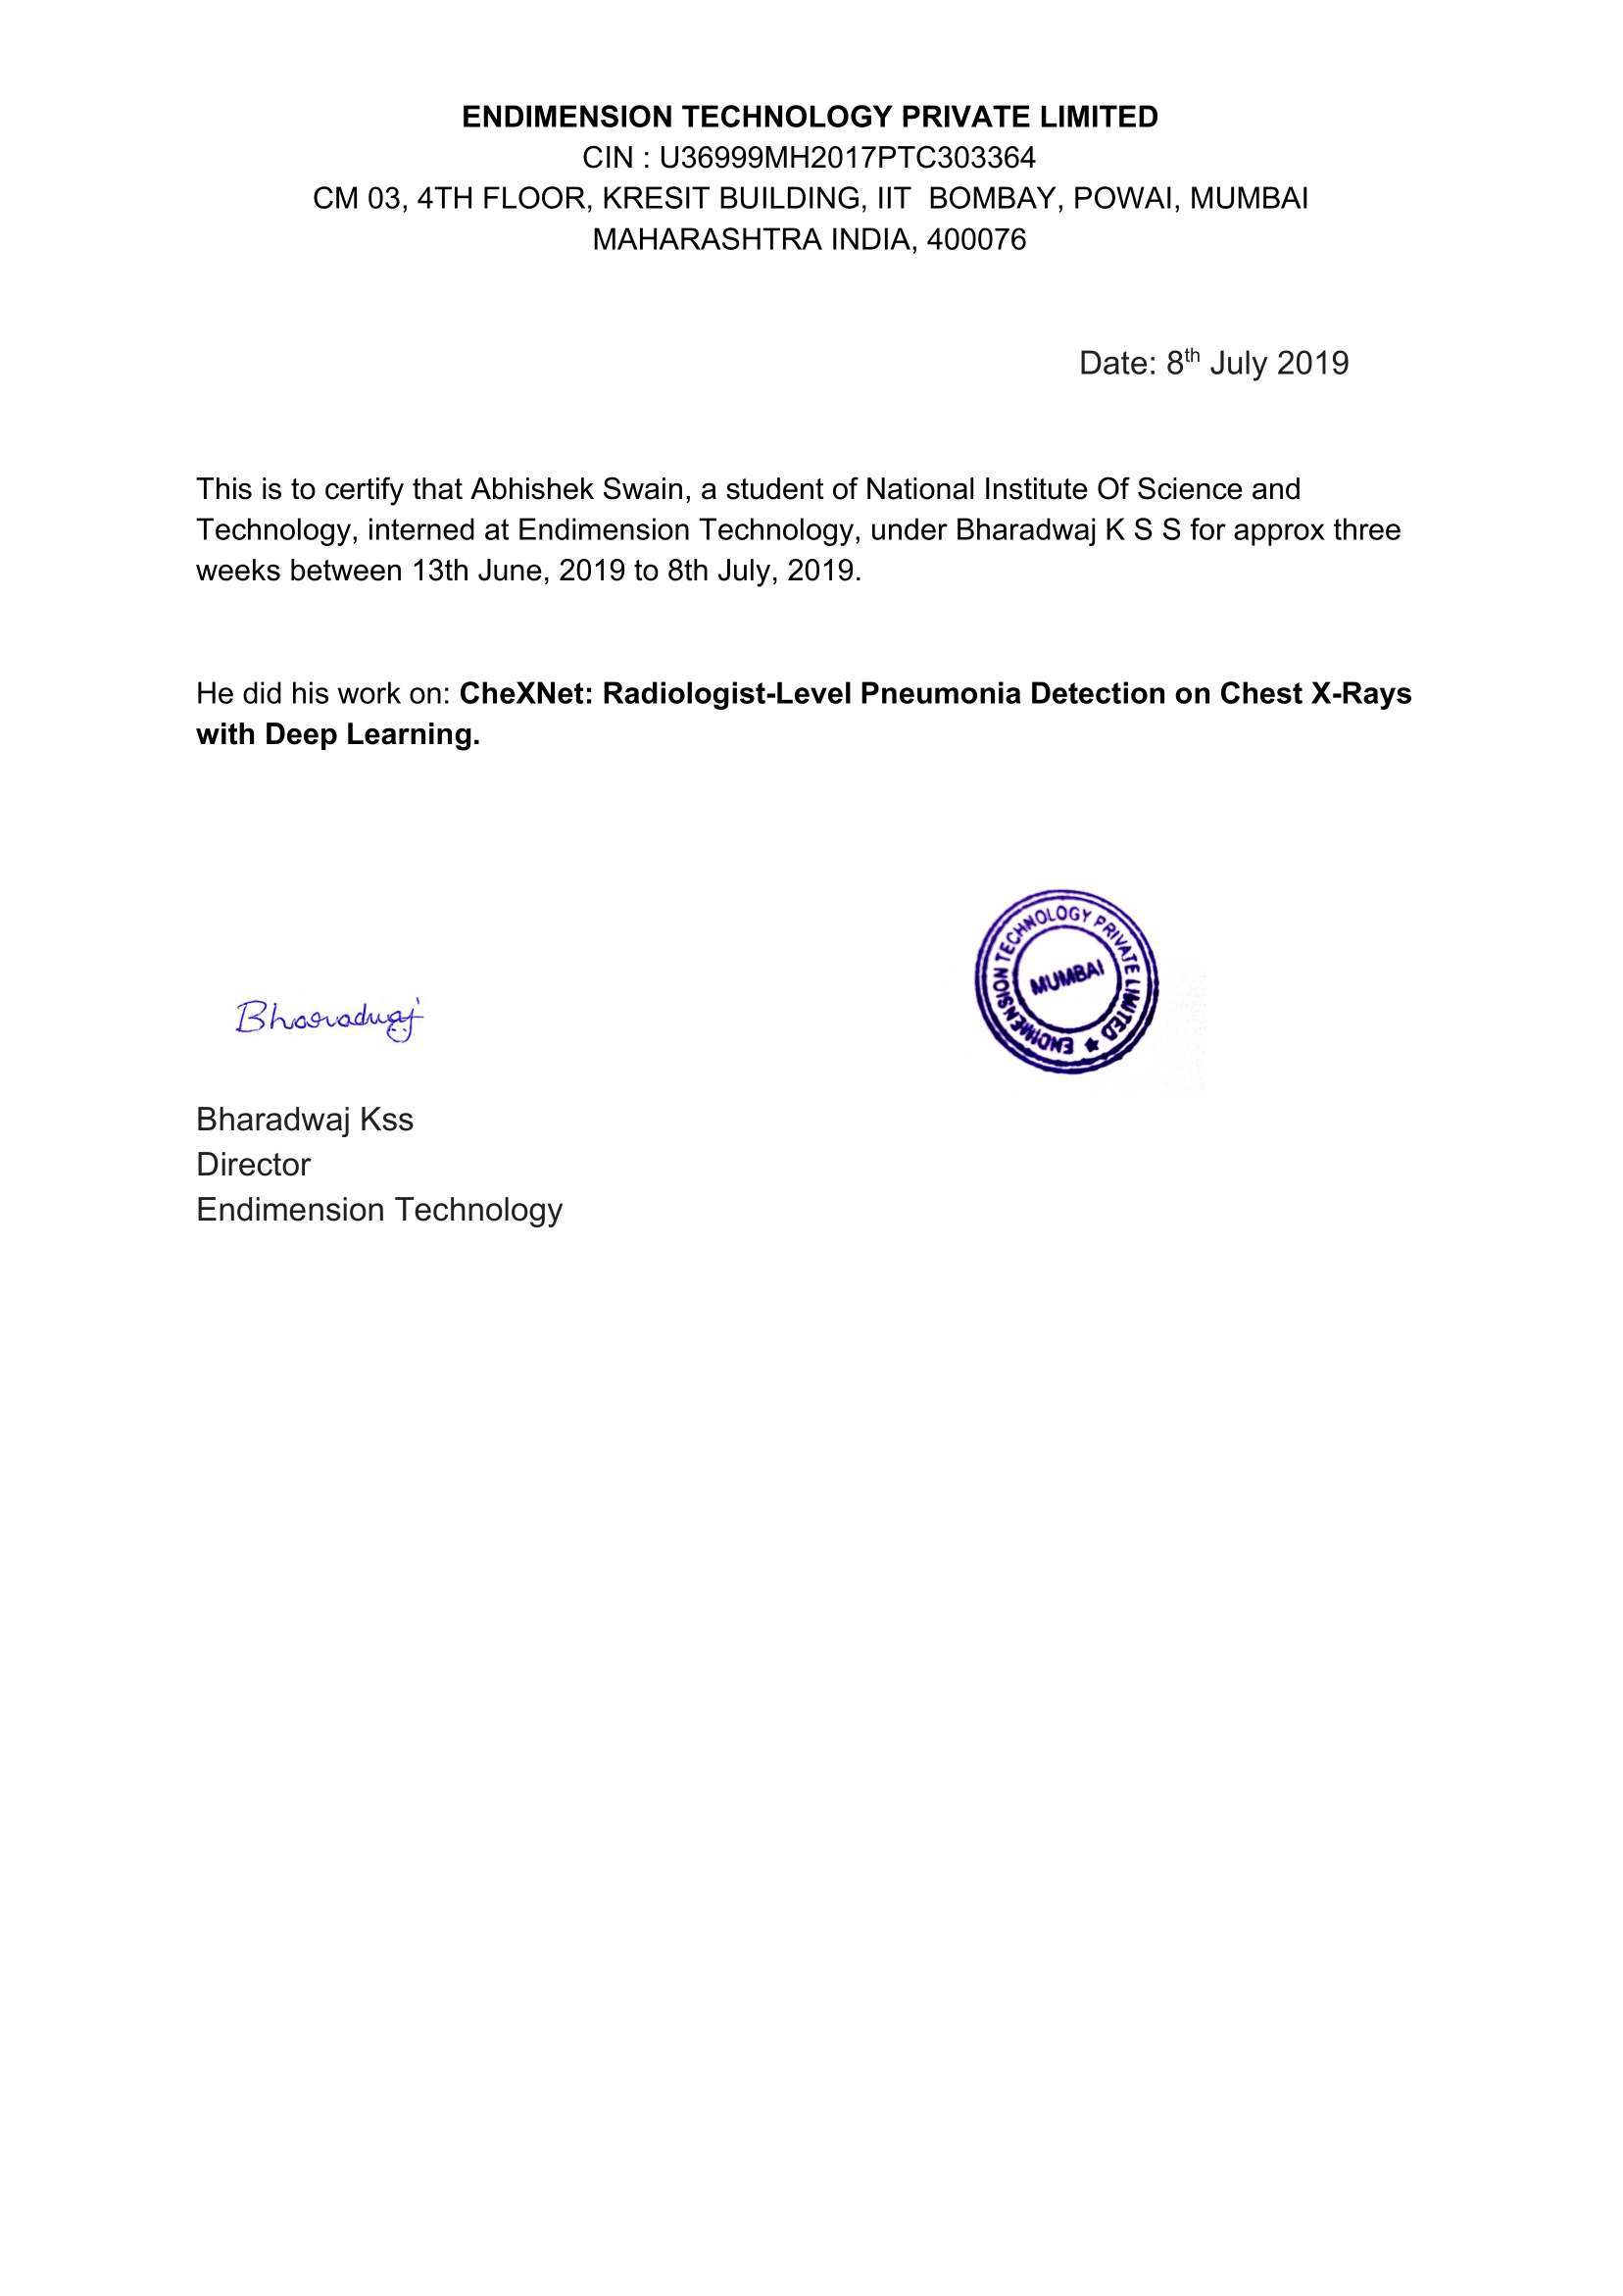 ENDIMENSION TECHNOLOGY PRIVATE LIMITED
CIN : U36999MH2017PTC303364
CM 03, 4TH FLOOR, KRESIT BUILDING, IIT  BOMBAY, POWAI, MUMBAI
MAHARASHTRA INDIA, 400076
Date: 8th July 2019
This is to certify that Abhishek Swain, a student of National Institute Of Science and
Technology, interned at Endimension Technology, under Bharadwaj K S S for approx three
weeks between 13th June, 2019 to 8th July, 2019.
He did his work on: CheXNet: Radiologist-Level Pneumonia Detection on Chest X-Rays
with Deep Learning.
ENDIMENSION TECHNOLOGY PRIVATE LIMITED ★
MUMBAI
Bharadwaj
Bharadwaj Kss
Director
Endimension Technology